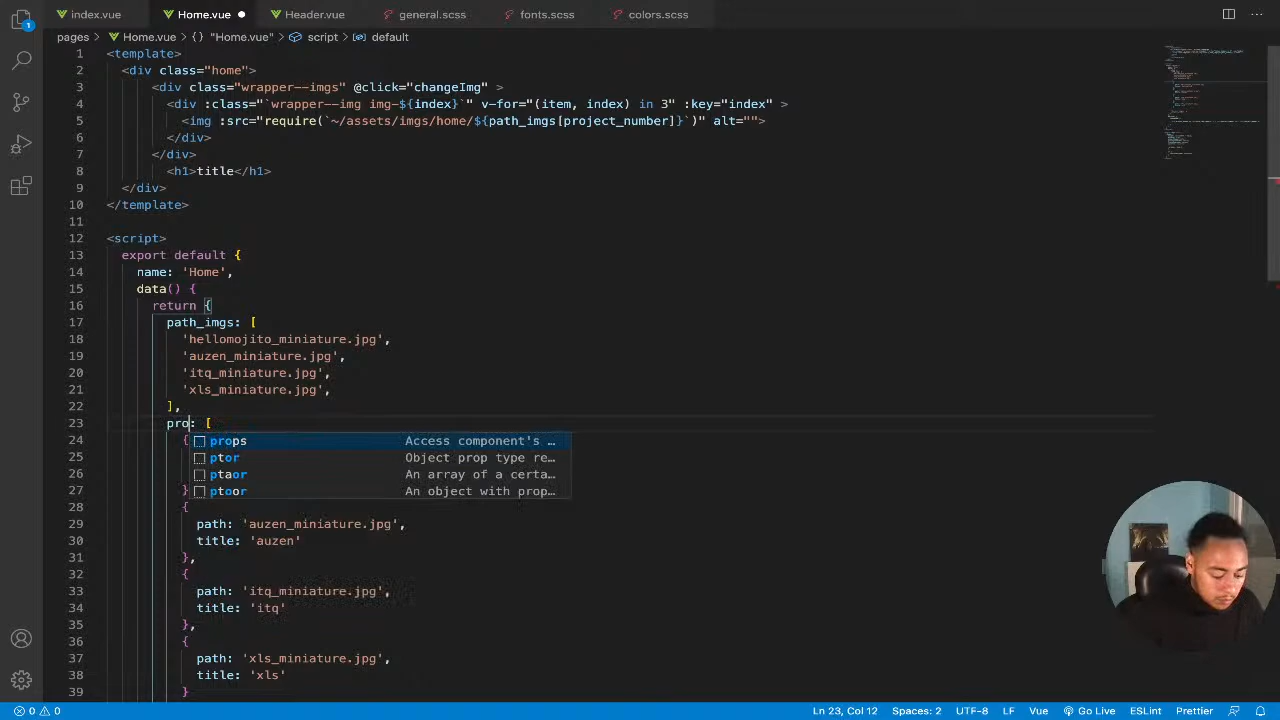 index.vue Home.vue Header.vue general.scss fonts.scss colors.scss
pages > Home.vue > {} "Home.vue" > script > default
1 <template>
2 <div class="home">
3 <div class="wrapper--imgs" @click="changeImg" >
4 <div :class="`wrapper--img img-${index}`" v-for="(item, index) in 3" :key="index" >
5 <img :src="require(`~/assets/imgs/home/${path_imgs[project_number]}`)" alt="">
6 </div>
7 </div>
8 <h1>title</h1>
9 </div>
10 </template>
11
12 <script>
13 export default {
14 name: 'Home',
15 data() {
16 return {
17 path_imgs: [
18 'hellomojito_miniature.jpg',
19 'auzen_miniature.jpg',
20 'itq_miniature.jpg',
21 'xls_miniature.jpg',
22 ],
23 pro: [
24 { props Access component's …
25 ptor Object prop type re…
26 ptaor An array of a certa…
27 } ptoor An object with prop…
28 {
29 path: 'auzen_miniature.jpg',
30 title: 'auzen'
31 },
32 {
33 path: 'itq_miniature.jpg',
34 title: 'itq'
35 },
36 {
37 path: 'xls_miniature.jpg',
38 title: 'xls'
39 }
1
0 0 Ln 23, Col 12 Spaces: 2 UTF-8 LF Vue Go Live ESLint Prettier